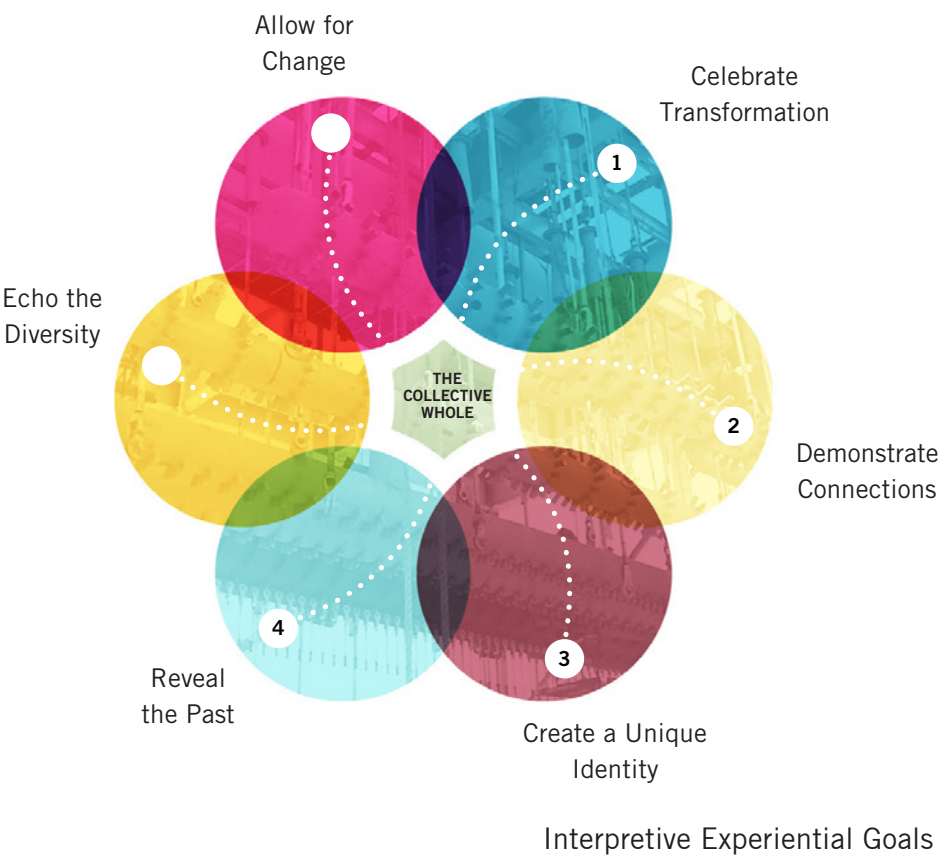 Allow for
Change
Celebrate
Transformation
1
Echo the
Diversity
THE
COLLECTIVE
WHOLE
2
Demonstrate
Connections
4
3
Reveal
the Past
Create a Unique
Identity
Interpretive Experiential Goals